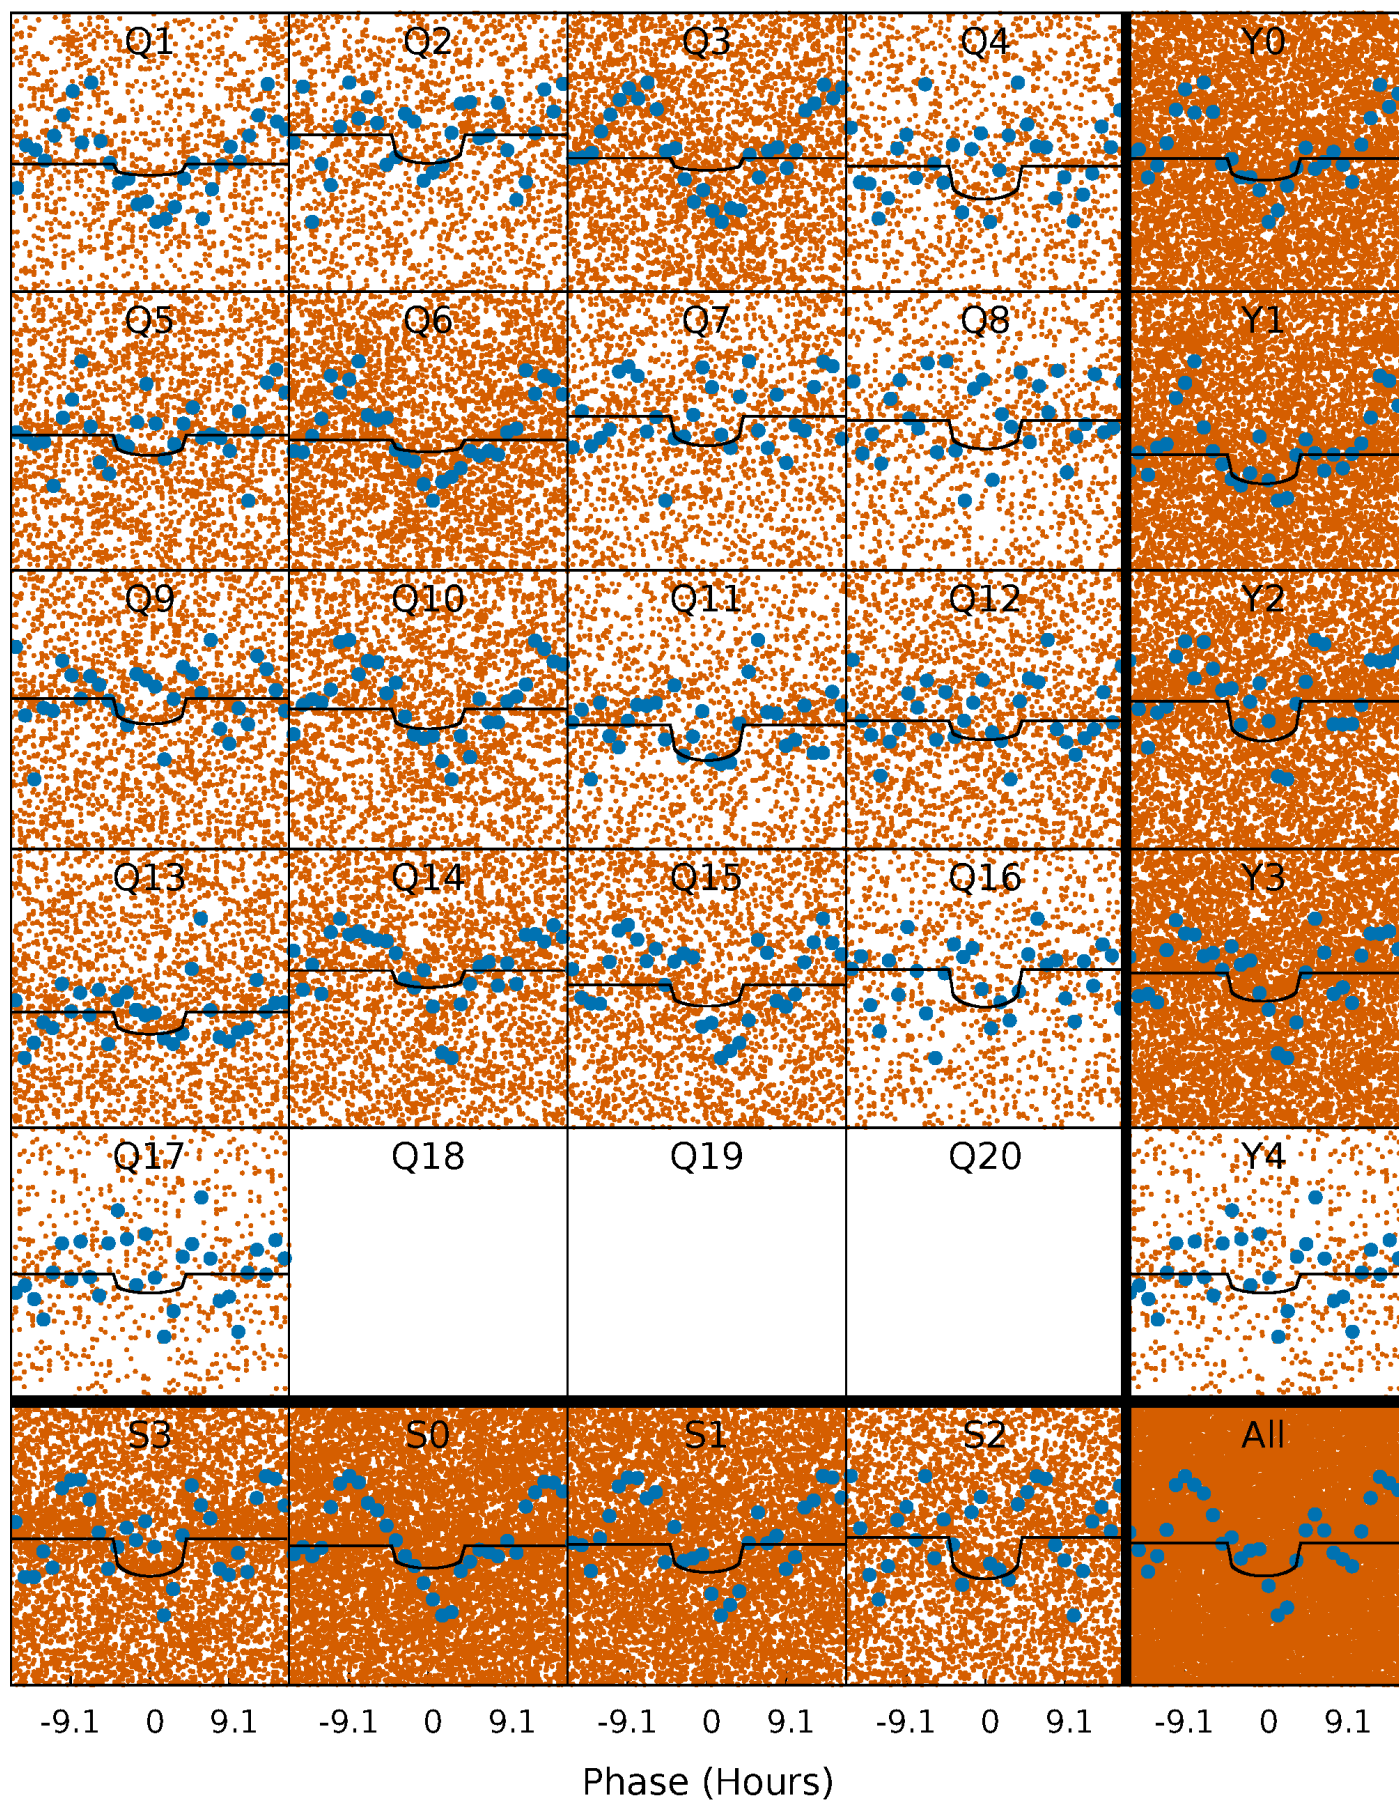 Q1 Q2 Q3 Q4 Y0
Q5 Q6 Q7 Q8 Y1
Q9 Q10 Q11 Q12 Y2
Q13 Q14 Q15 Q16 Y3
Q17 Q18 Q19 Q20 Y4
S3 S0 S1 S2 All
-9.1 0 9.1 -9.1 0 9.1 -9.1 0 9.1 -9.1 0 9.1 -9.1 0 9.1
Phase (Hours)